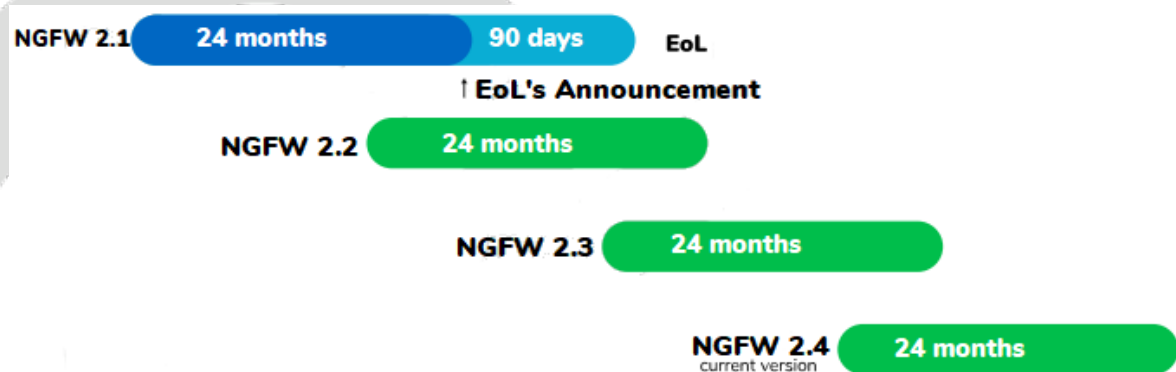 NGFW 2.1 24 months 90 days EoL
↑ EoL's Announcement
NGFW 2.2 24 months
NGFW 2.3 24 months
NGFW 2.4 24 months
current version